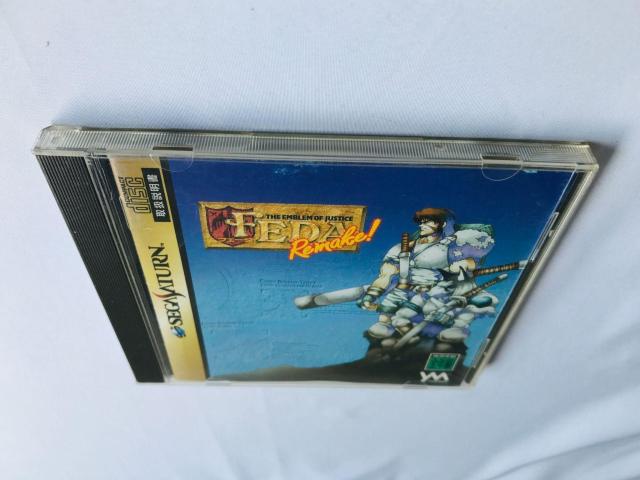 COMPACT
disc
取扱説明書
SEGA SATURN
THE EMBLEM OF JUSTICE
FEDA
Remake!